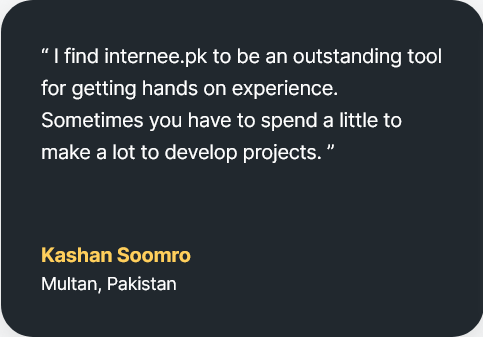 “ I find internee.pk to be an outstanding tool
for getting hands on experience.
Sometimes you have to spend a little to
make a lot to develop projects. ”
Kashan Soomro
Multan, Pakistan